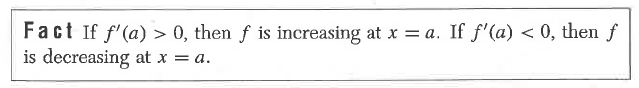 Fact If f'(a) > 0, then f is increasing at x = a. If f'(a) < 0, then f
is decreasing at x = a.